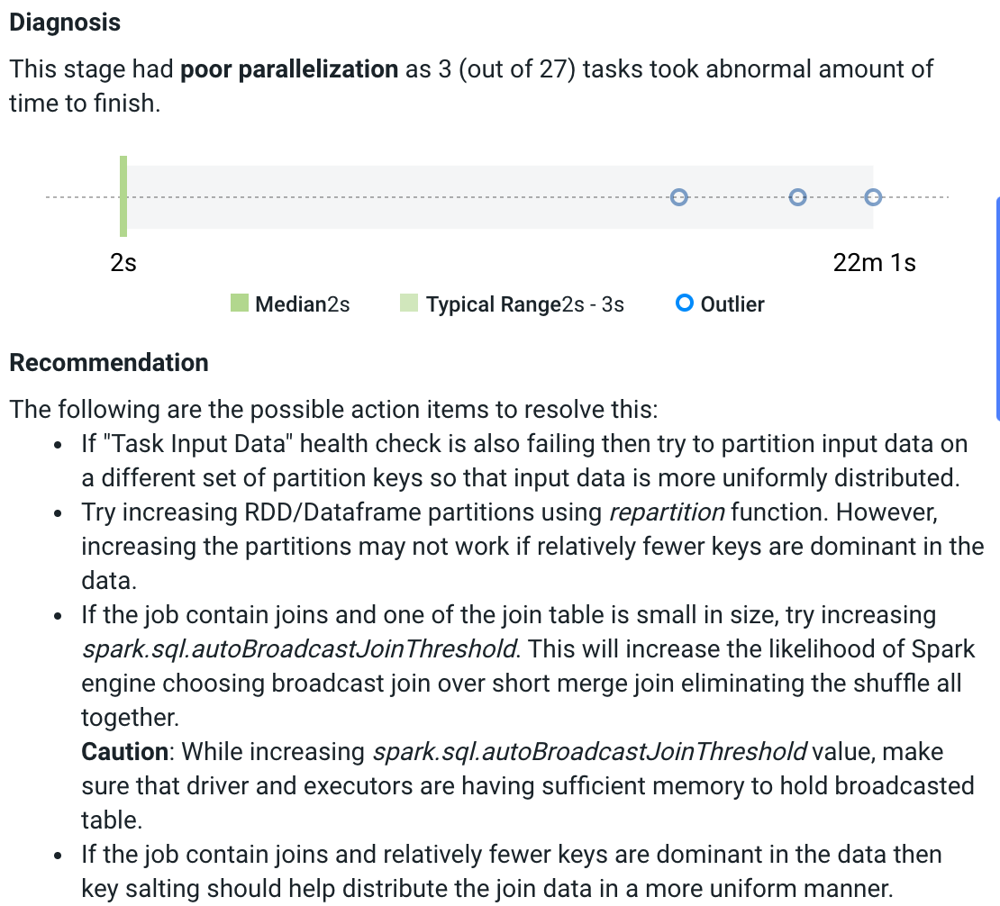 Diagnosis
This stage had poor parallelization as 3 (out of 27) tasks took abnormal amount of
time to finish.
2s
22m 1s
Median2s
Typical Range2s - 3s
Outlier
Recommendation
The following are the possible action items to resolve this:
• If "Task Input Data" health check is also failing then try to partition input data on
a different set of partition keys so that input data is more uniformly distributed.
• Try increasing RDD/Dataframe partitions using repartition function. However,
increasing the partitions may not work if relatively fewer keys are dominant in the
data.
• If the job contain joins and one of the join table is small in size, try increasing
spark.sql.autoBroadcastJoinThreshold. This will increase the likelihood of Spark
engine choosing broadcast join over short merge join eliminating the shuffle all
together.
Caution: While increasing spark.sql.autoBroadcastJoinThreshold value, make
sure that driver and executors are having sufficient memory to hold broadcasted
table.
• If the job contain joins and relatively fewer keys are dominant in the data then
key salting should help distribute the join data in a more uniform manner.